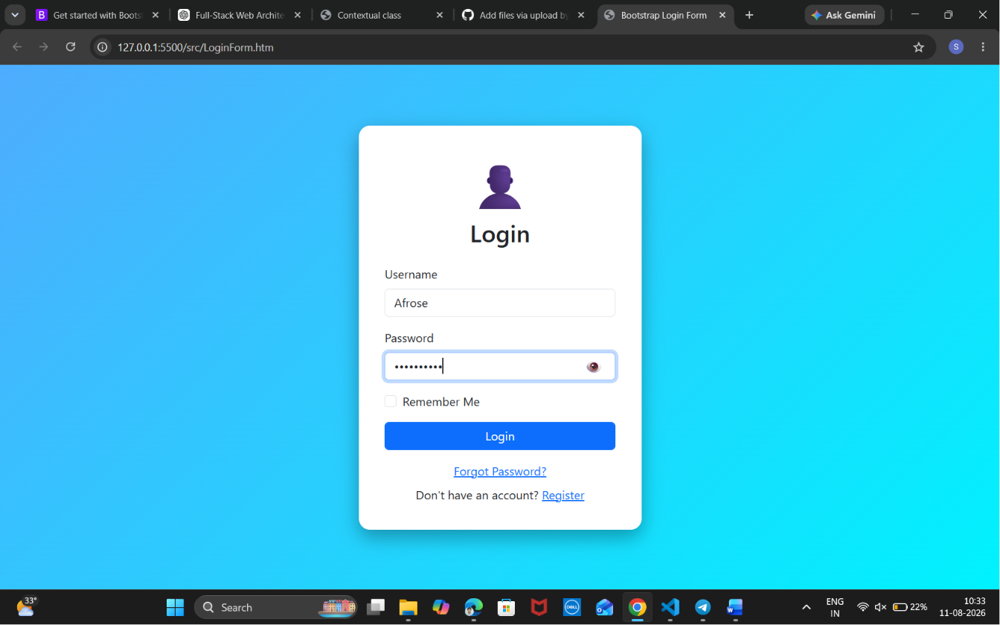 Get started with Boots
Full-Stack Web Archite
Contextual class
Add files via upload by
Bootstrap Login Form
Ask Gemini
127.0.0.1:5500/src/LoginForm.htm
S
Login
Username
Afrose
Password
••••••••••
Remember Me
Login
Forgot Password?
Don't have an account? Register
33°
Search
DELL
ENG
IN
22%
10:33
11-08-2026